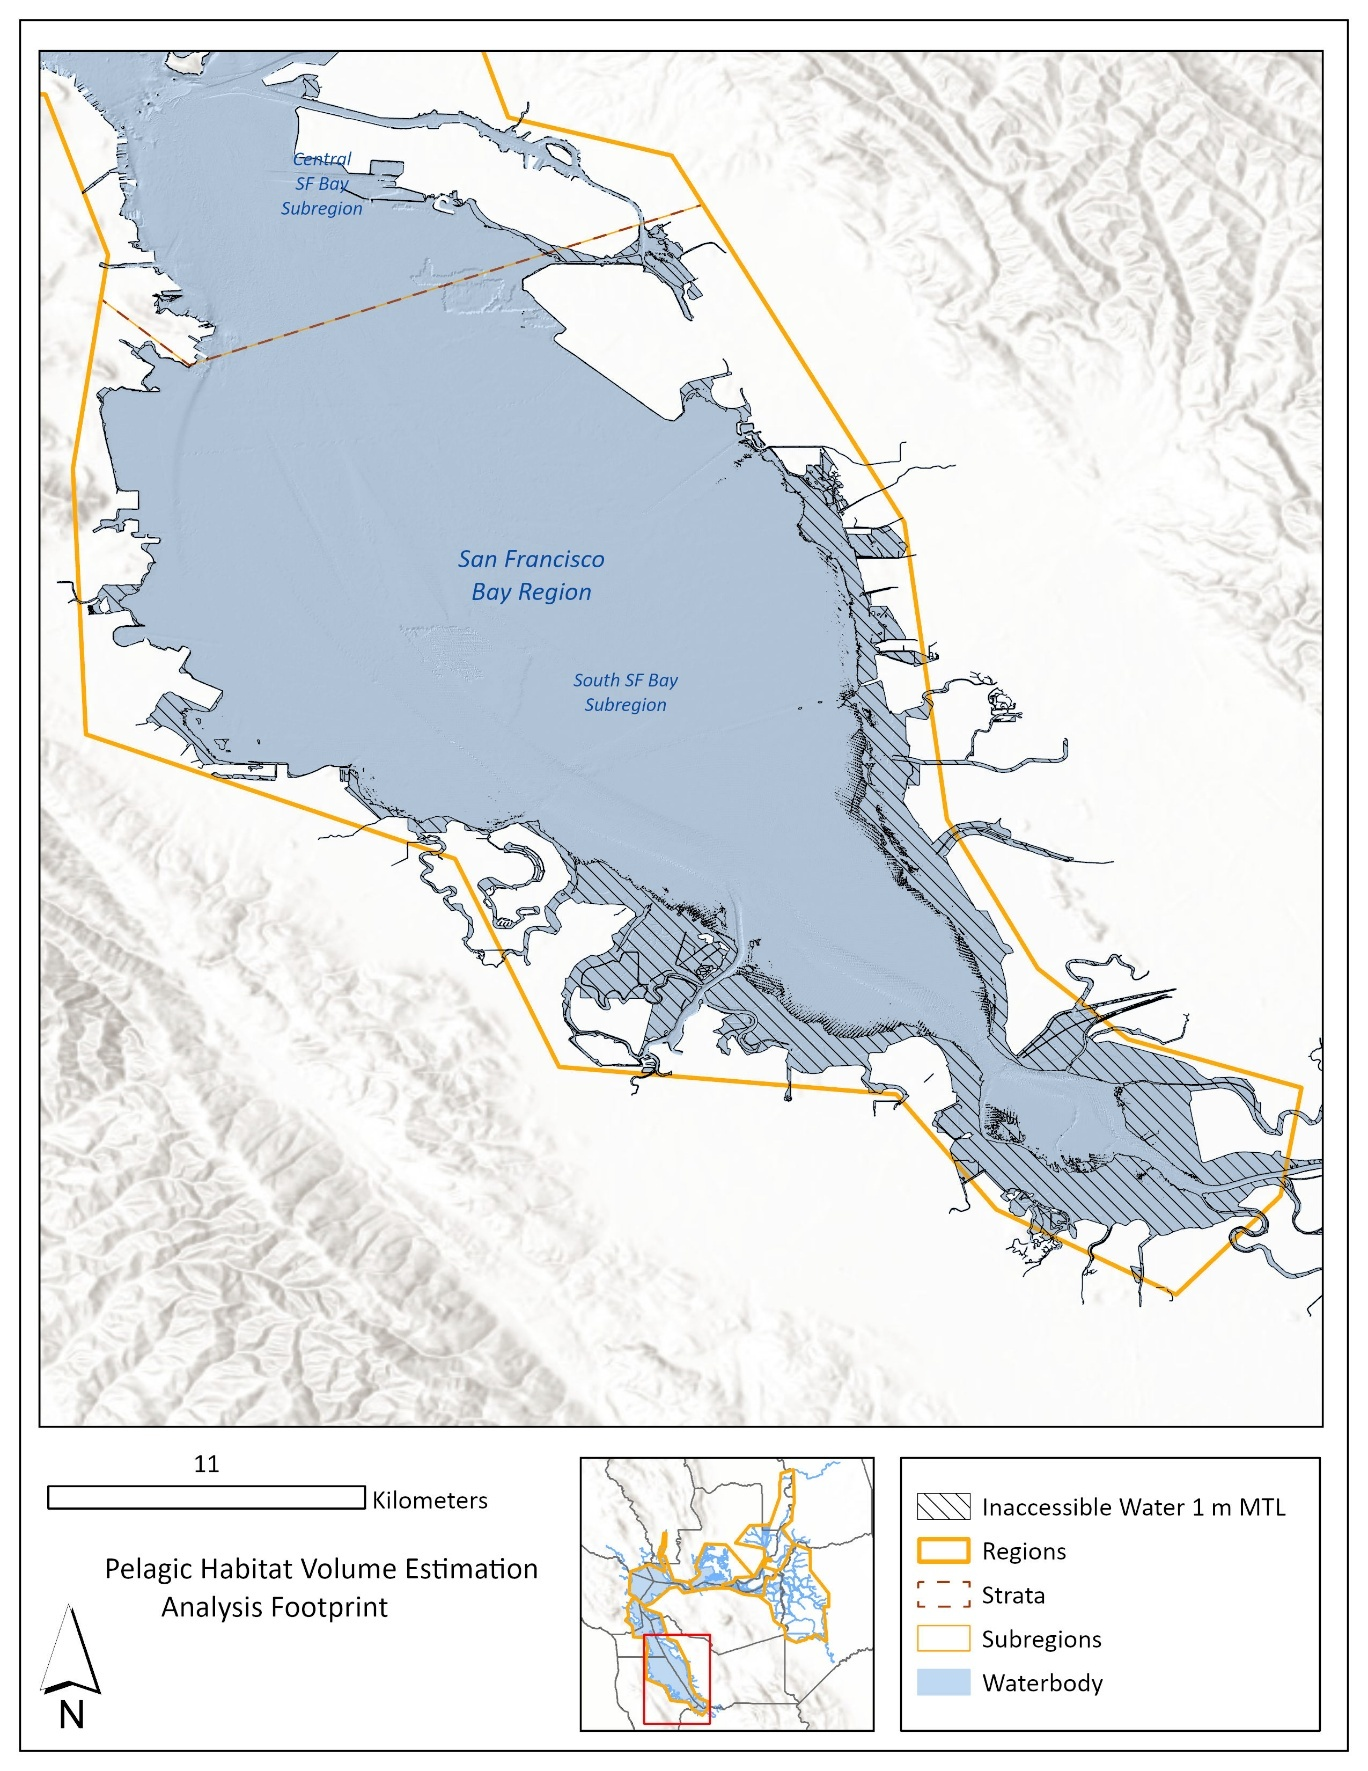 Central
SF Bay
Subregion
San Francisco
Bay Region
South SF Bay
Subregion
11
Kilometers
Pelagic Habitat Volume Estimation
Analysis Footprint
N
Inaccessible Water 1 m MTL
Regions
Strata
Subregions
Waterbody